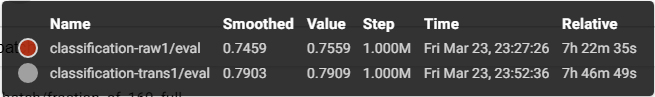 Name Smoothed Value Step Time Relative
classification-raw1/eval 0.7459 0.7559 1.000M Fri Mar 23, 23:27:26 7h 22m 35s
classification-trans1/eval 0.7903 0.7909 1.000M Fri Mar 23, 23:52:36 7h 46m 49s